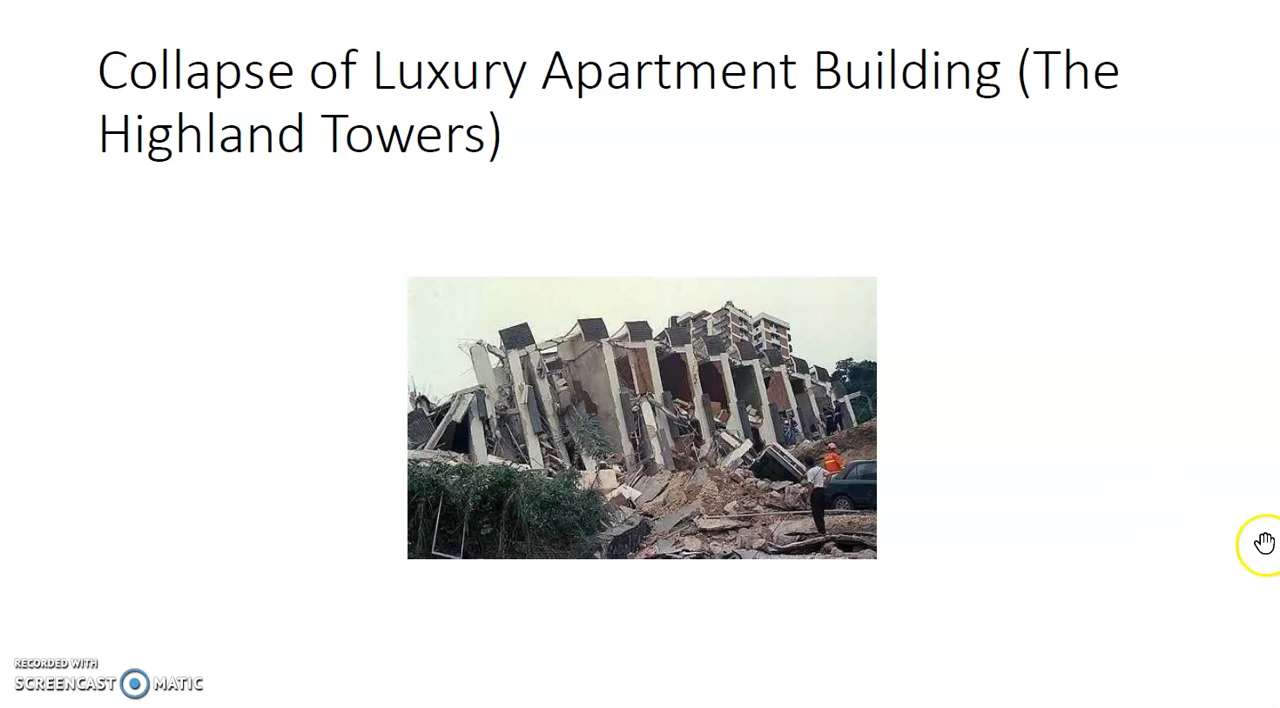 Collapse of Luxury Apartment Building (The
Highland Towers)
RECORDED WITH
SCREENCAST MATIC